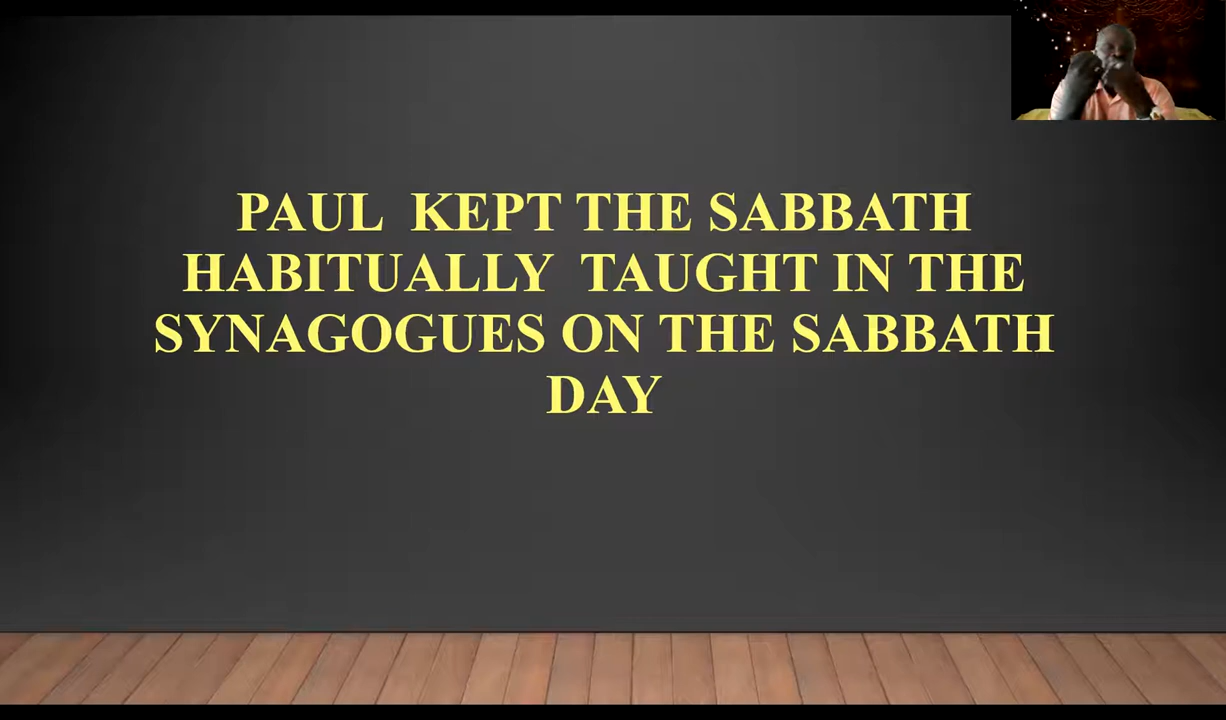 PAUL  KEPT THE SABBATH
HABITUALLY  TAUGHT IN THE
SYNAGOGUES ON THE SABBATH
DAY